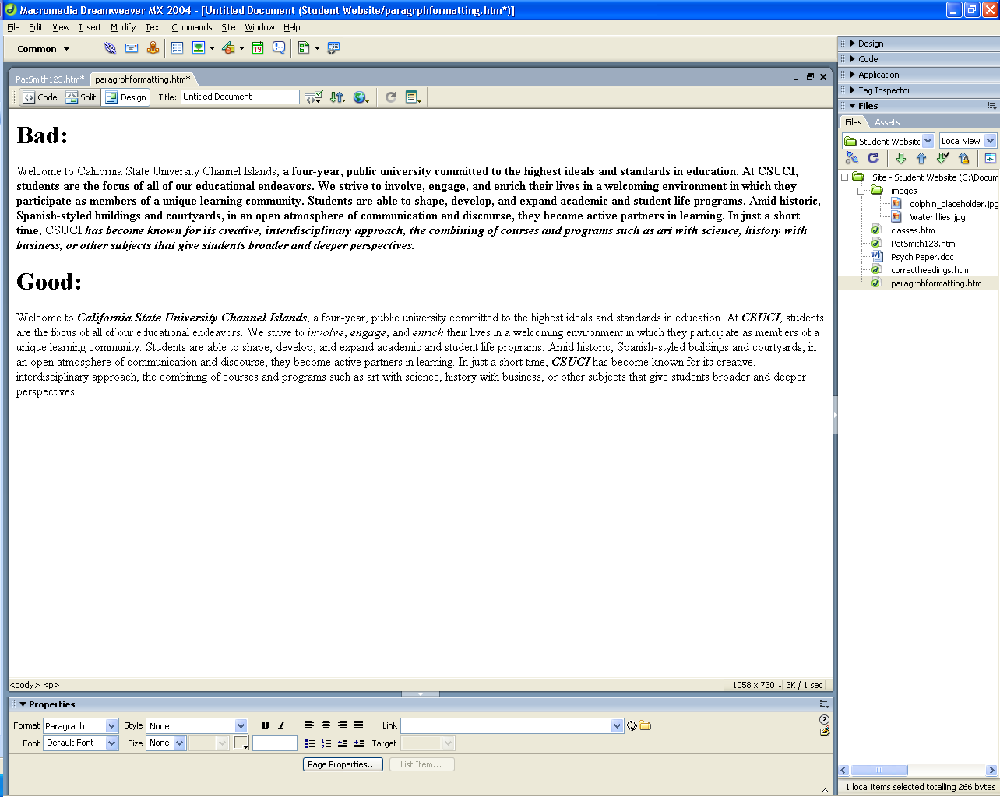 Macromedia Dreamweaver MX 2004 - [Untitled Document (Student Website/paragrphformatting.htm*)]
File Edit View Insert Modify Text Commands Site Window Help
Common
19
PatSmith123.htm* paragrphformatting.htm*
Code Split Design Title: Untitled Document
Bad:
Welcome to California State University Channel Islands, a four-year, public university committed to the highest ideals and standards in education. At CSUCI,
students are the focus of all of our educational endeavors. We strive to involve, engage, and enrich their lives in a welcoming environment in which they
participate as members of a unique learning community. Students are able to shape, develop, and expand academic and student life programs. Amid historic,
Spanish-styled buildings and courtyards, in an open atmosphere of communication and discourse, they become active partners in learning. In just a short
time, CSUCI has become known for its creative, interdisciplinary approach, the combining of courses and programs such as art with science, history with
business, or other subjects that give students broader and deeper perspectives.
Good:
Welcome to California State University Channel Islands, a four-year, public university committed to the highest ideals and standards in education. At CSUCI, students
are the focus of all of our educational endeavors. We strive to involve, engage, and enrich their lives in a welcoming environment in which they participate as members of a
unique learning community. Students are able to shape, develop, and expand academic and student life programs. Amid historic, Spanish-styled buildings and courtyards, in
an open atmosphere of communication and discourse, they become active partners in learning. In just a short time, CSUCI has become known for its creative,
interdisciplinary approach, the combining of courses and programs such as art with science, history with business, or other subjects that give students broader and deeper
perspectives.
<body> <p>
1058 x 730 3K / 1 sec
Properties
Format Paragraph Style None B I Link
Font Default Font Size None Target
Page Properties... List Item...
Design
Code
Application
Tag Inspector
Files
Files Assets
Student Website Local view
Site - Student Website (C:\Docum
images
dolphin_placeholder.jpg
Water lilies.jpg
classes.htm
PatSmith123.htm
Psych Paper.doc
correctheadings.htm
paragrphformatting.htm
1 local items selected totalling 266 bytes